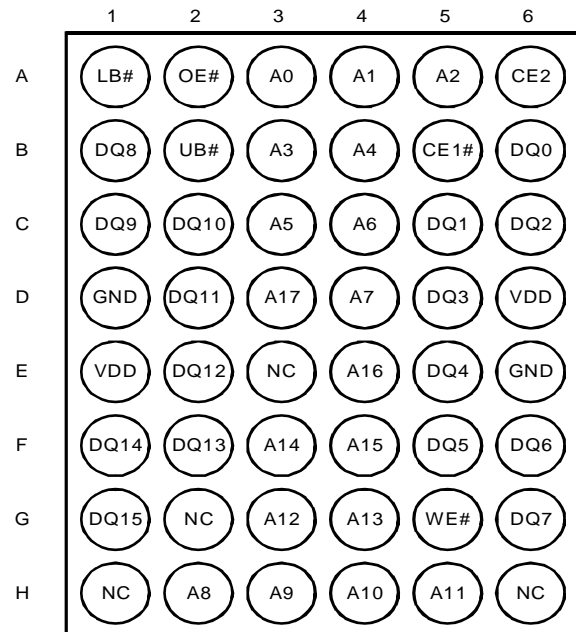 1 2 3 4 5 6
A LB# OE# A0 A1 A2 CE2
B DQ8 UB# A3 A4 CE1# DQ0
C DQ9 DQ10 A5 A6 DQ1 DQ2
D GND DQ11 A17 A7 DQ3 VDD
E VDD DQ12 NC A16 DQ4 GND
F DQ14 DQ13 A14 A15 DQ5 DQ6
G DQ15 NC A12 A13 WE# DQ7
H NC A8 A9 A10 A11 NC